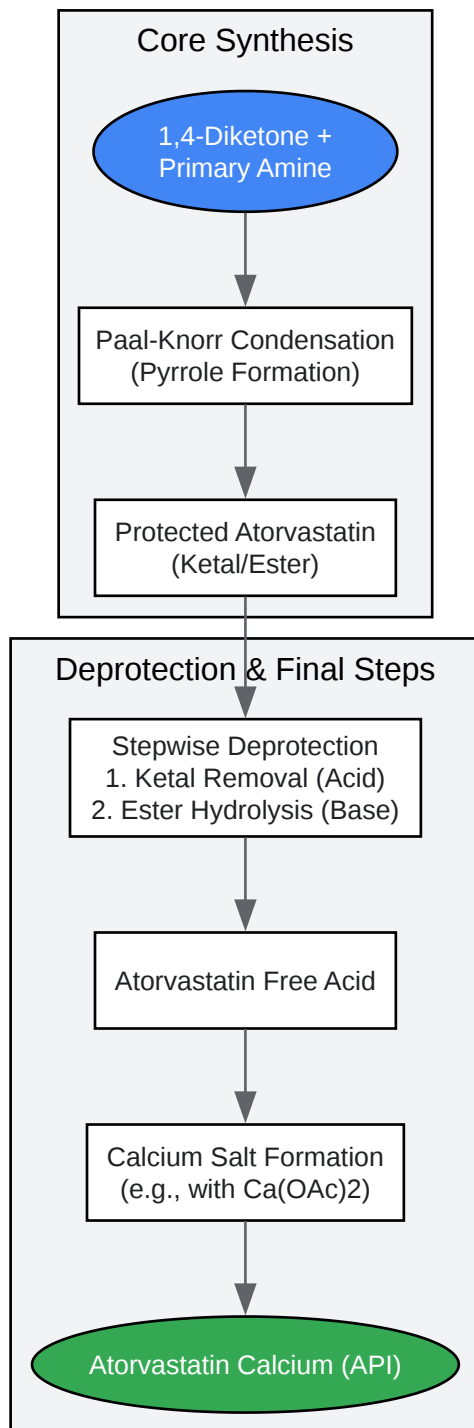 Core Synthesis
1,4-Diketone +
Primary Amine
Paal-Knorr Condensation
(Pyrrole Formation)
Protected Atorvastatin
(Ketal/Ester)
Deprotection & Final Steps
Stepwise Deprotection
1. Ketal Removal (Acid)
2. Ester Hydrolysis (Base)
Atorvastatin Free Acid
Calcium Salt Formation
(e.g., with Ca(OAc)2)
Atorvastatin Calcium (API)